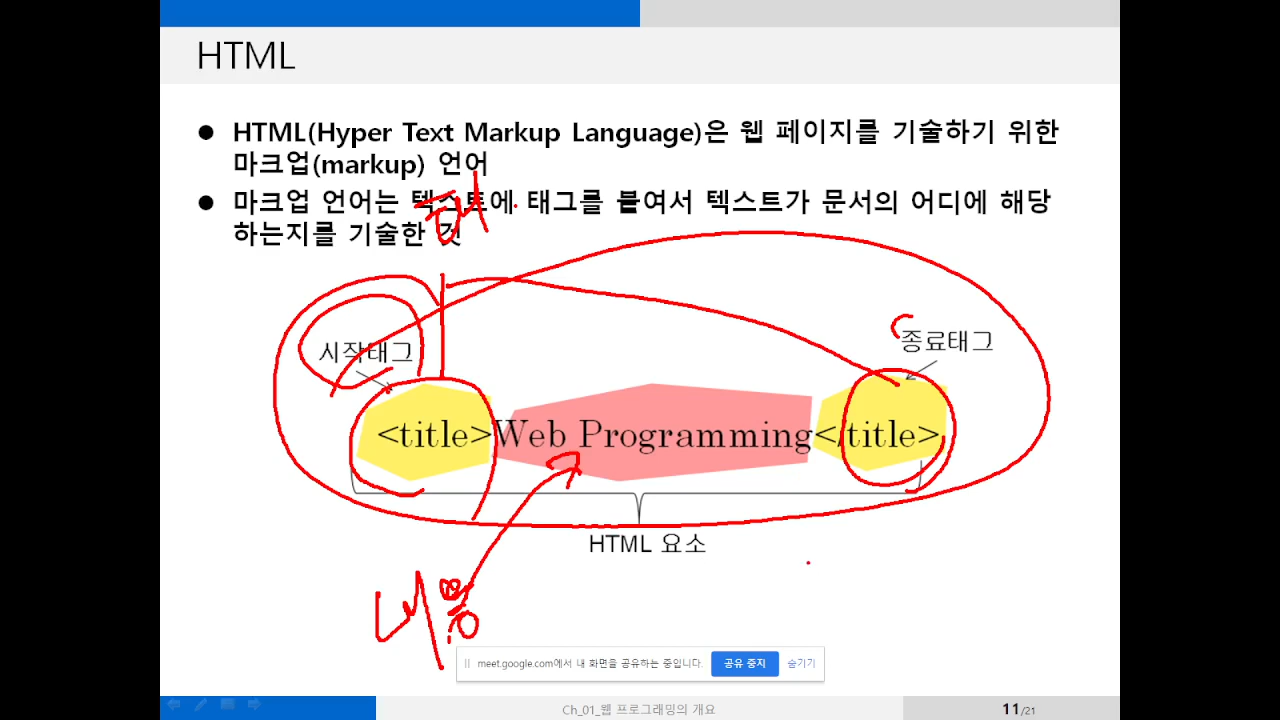 HTML
● HTML(Hyper Text Markup Language)은 웹 페이지를 기술하기 위한
마크업(markup) 언어
● 마크업 언어는 텍스트에 태그를 붙여서 텍스트가 문서의 어디에 해당
하는지를 기술한 것
시작태그
종료태그
<title>Web Programming</title>
HTML 요소
내용
meet.google.com에서 내 화면을 공유하는 중입니다.
공유 중지
숨기기
Ch_01_웹 프로그래밍의 개요
11/21